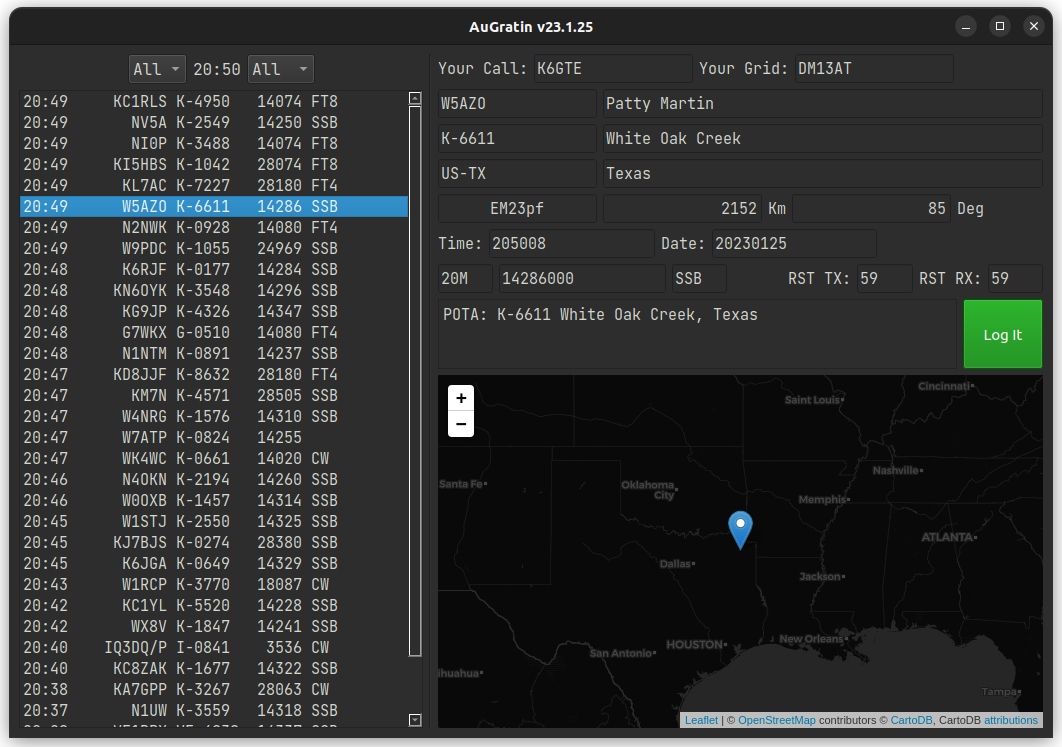 AuGratin v23.1.25
All 20:50 All
20:49 KC1RLS K-4950 14074 FT8
20:49 NV5A K-2549 14250 SSB
20:49 NI0P K-3488 14074 FT8
20:49 KI5HBS K-1042 28074 FT8
20:49 KL7AC K-7227 28180 FT4
20:49 W5AZO K-6611 14286 SSB
20:49 N2NWK K-0928 14080 FT4
20:49 W9PDC K-1055 24969 SSB
20:48 K6RJF K-0177 14284 SSB
20:48 KN6OYK K-3548 14296 SSB
20:48 KG9JP K-4326 14347 SSB
20:48 G7WKX G-0510 14080 FT4
20:48 N1NTM K-0891 14237 SSB
20:47 KD8JJF K-8632 28180 FT4
20:47 KM7N K-4571 28505 SSB
20:47 W4NRG K-1576 14310 SSB
20:47 W7ATP K-0824 14255
20:47 WK4WC K-0661 14020 CW
20:46 N4OKN K-2194 14260 SSB
20:46 W0OXB K-1457 14314 SSB
20:45 W1STJ K-2550 14325 SSB
20:45 KJ7BJS K-0274 28380 SSB
20:45 K6JGA K-0649 14329 SSB
20:43 W1RCP K-3770 18087 CW
20:42 KC1YL K-5520 14228 SSB
20:42 WX8V K-1847 14241 SSB
20:40 IQ3DQ/P I-0841 3536 CW
20:40 KC8ZAK K-1677 14322 SSB
20:38 KA7GPP K-3267 28063 CW
20:37 N1UW K-3559 14318 SSB
Your Call: K6GTE Your Grid: DM13AT
W5AZO Patty Martin
K-6611 White Oak Creek
US-TX Texas
EM23pf 2152 Km 85 Deg
Time: 205008 Date: 20230125
20M 14286000 SSB RST TX: 59 RST RX: 59
POTA: K-6611 White Oak Creek, Texas
Log It
+
−
Cincinnati
Saint Louis
Nashville
Santa Fe
Oklahoma
City
Memphis
ATLANTA
Dallas
Jackson
New Orleans
HOUSTON
San Antonio
ihuahua
Tampa
Leaflet | © OpenStreetMap contributors © CartoDB, CartoDB attributions